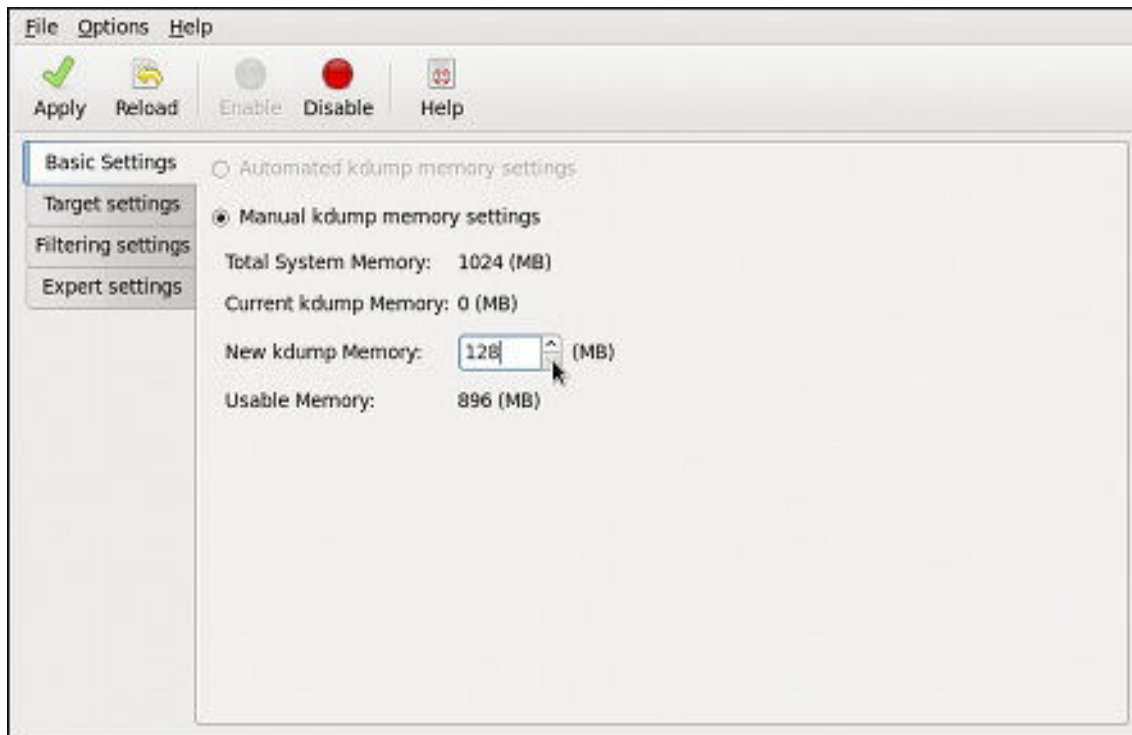 File Options Help
Apply Reload Enable Disable Help
Basic Settings
Target settings
Filtering settings
Expert settings
Automated kdump memory settings
Manual kdump memory settings
Total System Memory: 1024 (MB)
Current kdump Memory: 0 (MB)
New kdump Memory: 128 (MB)
Usable Memory: 896 (MB)